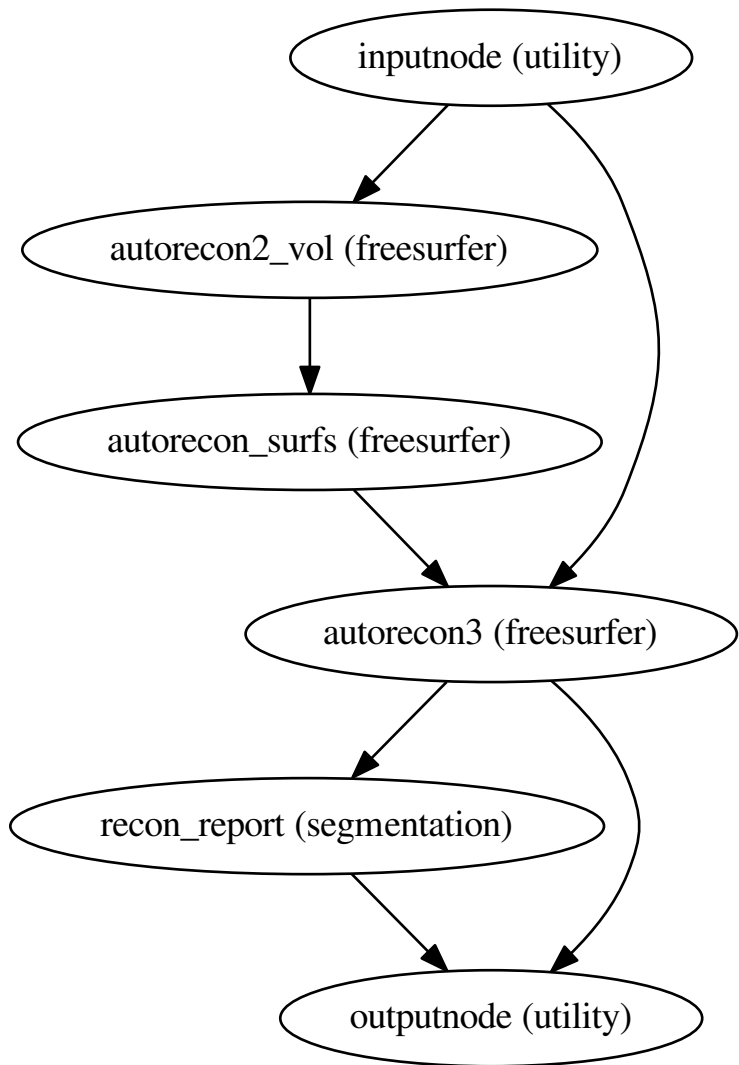 inputnode (utility)
autorecon2_vol (freesurfer)
autorecon_surfs (freesurfer)
autorecon3 (freesurfer)
recon_report (segmentation)
outputnode (utility)